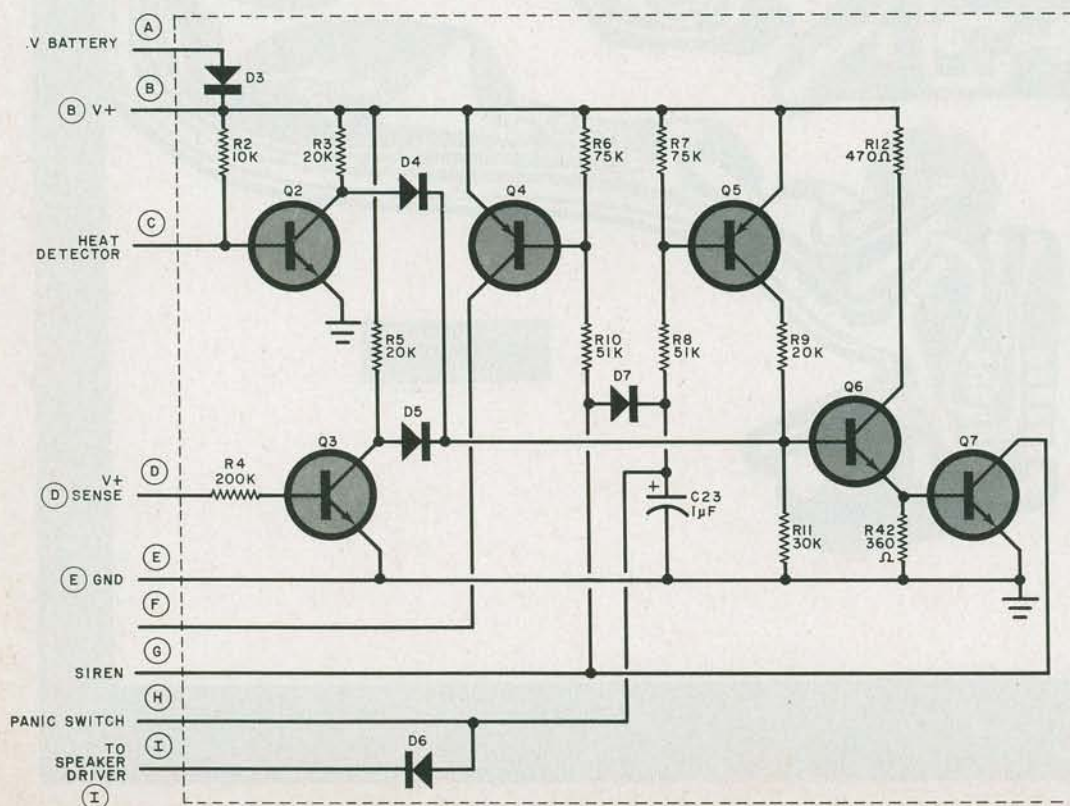 A
.V BATTERY
D3
B
B V+
R2
10K
R3
20K
D4
Q2
Q4
R6
75K
R7
75K
Q5
R12
470Ω
C
HEAT
DETECTOR
R5
20K
R10
51K
R8
51K
R9
20K
D7
Q3
D5
Q6
Q7
V+
D
D SENSE
R4
200K
+
C23
1μF
R11
30K
R42
360
Ω
E
E GND
F
G
SIREN
H
PANIC SWITCH
TO
SPEAKER
DRIVER
I
I
D6